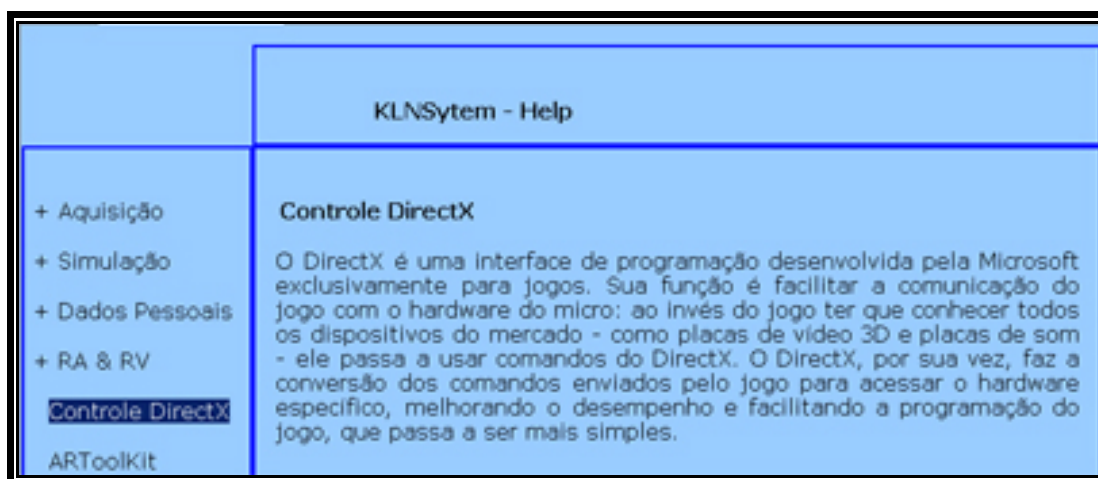 KLNSytem - Help
+ Aquisição
+ Simulação
+ Dados Pessoais
+ RA & RV
Controle DirectX
ARToolKit
Controle DirectX
O DirectX é uma interface de programação desenvolvida pela Microsoft
exclusivamente para jogos. Sua função é facilitar a comunicação do
jogo com o hardware do micro: ao invés do jogo ter que conhecer todos
os dispositivos do mercado - como placas de vídeo 3D e placas de som
- ele passa a usar comandos do DirectX. O DirectX, por sua vez, faz a
conversão dos comandos enviados pelo jogo para acessar o hardware
específico, melhorando o desempenho e facilitando a programação do
jogo, que passa a ser mais simples.